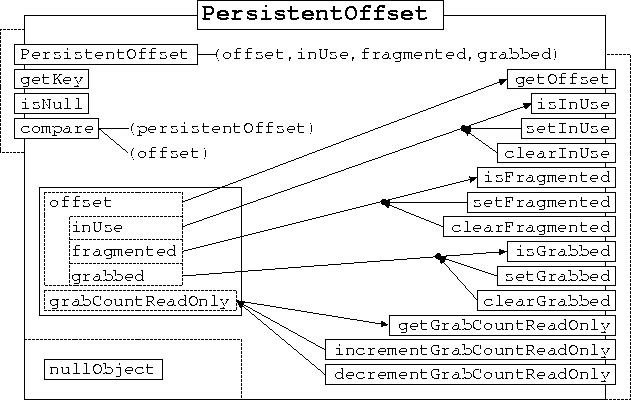 PersistentOffset
PersistentOffset (offset,inUse,fragmented,grabbed)
getKey
isNull
compare (persistentOffset)
(offset)
getOffset
isInUse
setInUse
clearInUse
isFragmented
setFragmented
clearFragmented
isGrabbed
setGrabbed
clearGrabbed
getGrabCountReadOnly
incrementGrabCountReadOnly
decrementGrabCountReadOnly
offset
inUse
fragmented
grabbed
grabCountReadOnly
nullObject